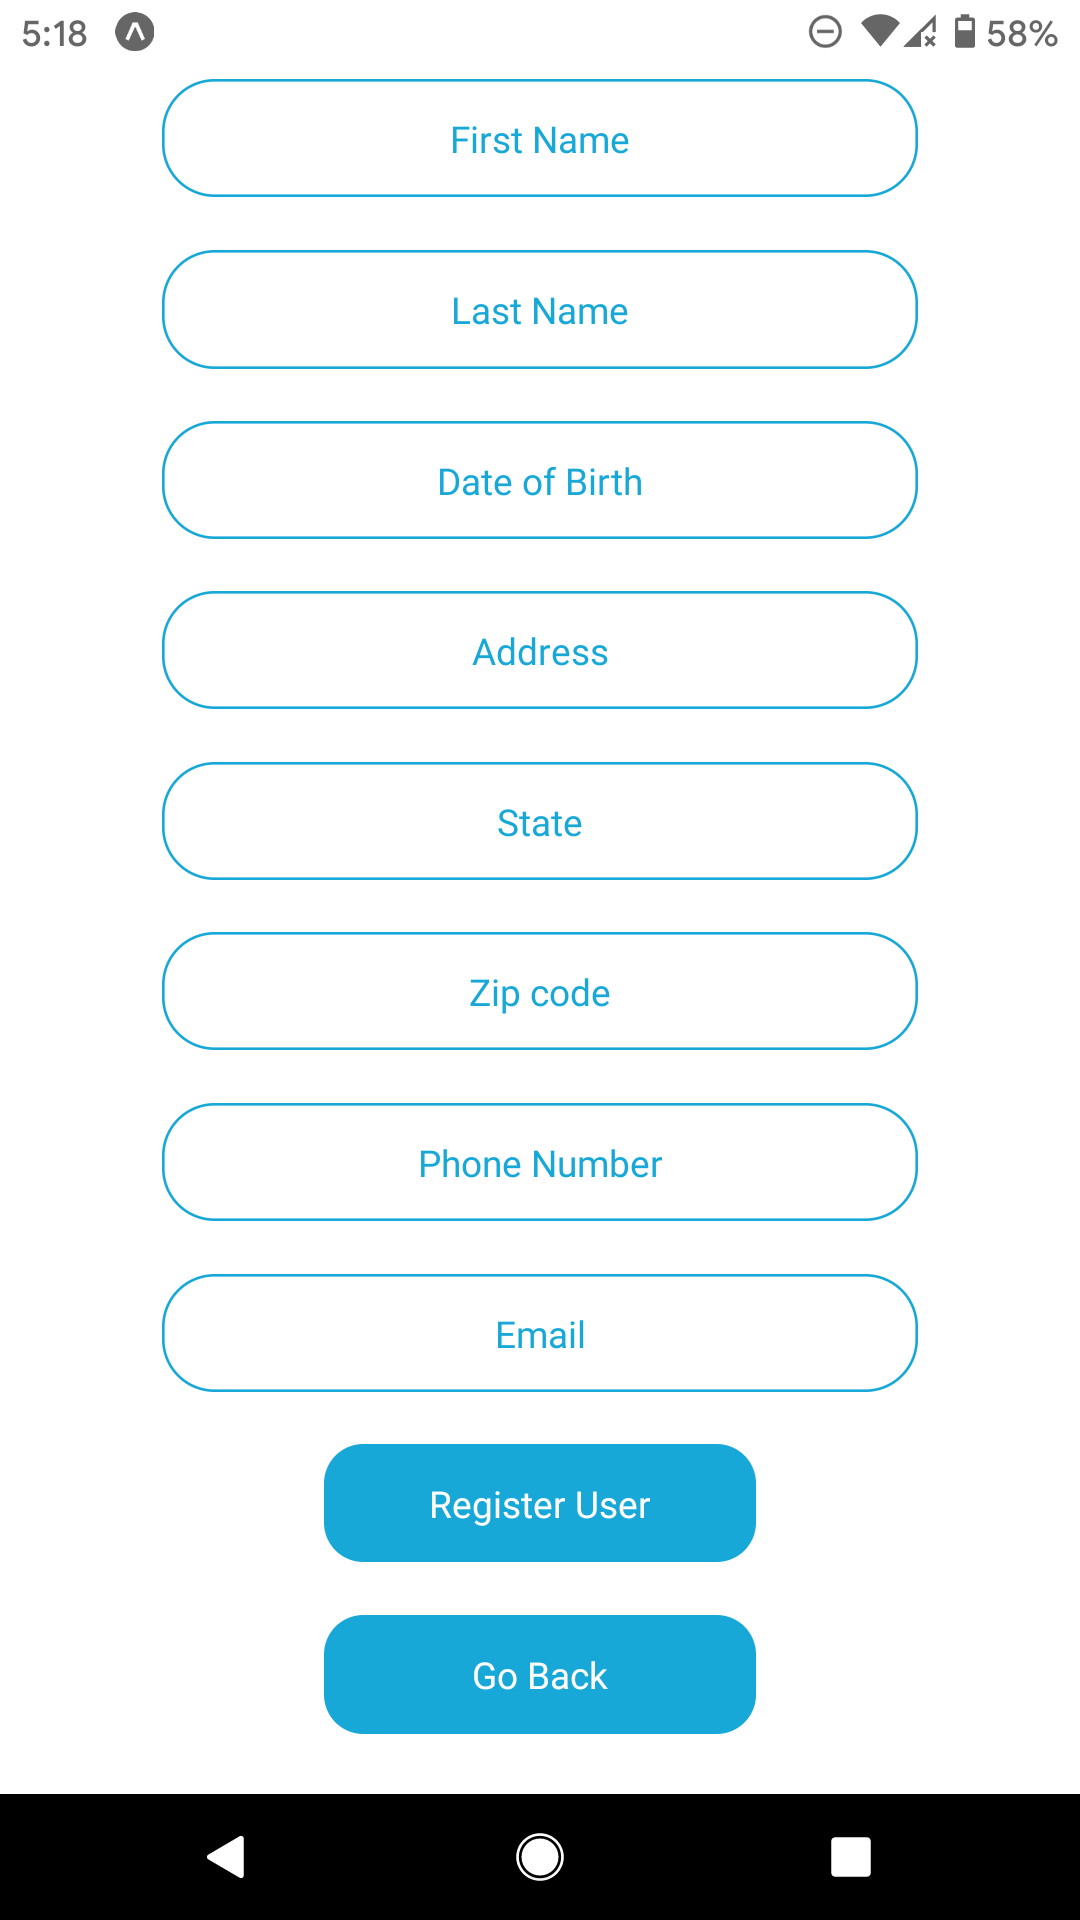 5:18 58%
First Name
Last Name
Date of Birth
Address
State
Zip code
Phone Number
Email
Register User
Go Back